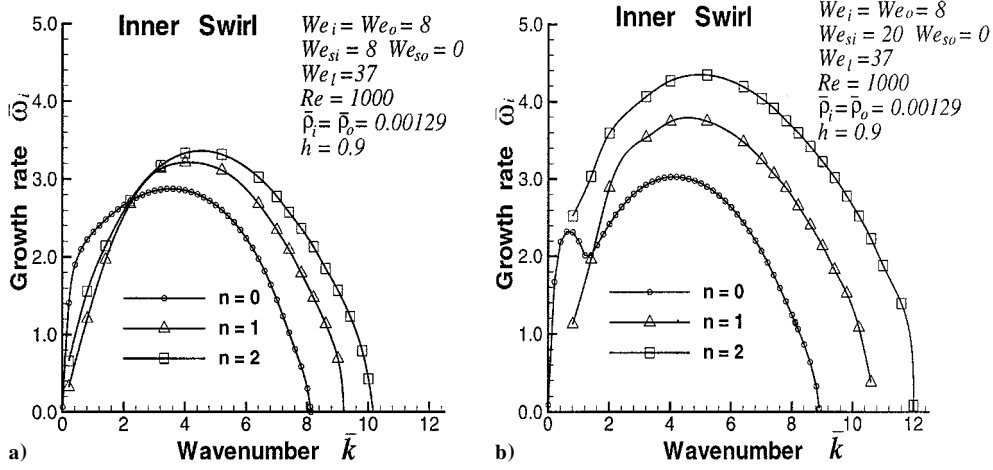 5.0
4.0
3.0
2.0
1.0
0.0
Growth rate ω̄ᵢ
Inner Swirl
We_i = We_o = 8
We_si = 8 We_so = 0
We_l = 37
Re = 1000
ρ̄_i = ρ̄_o = 0.00129
h = 0.9
n = 0
n = 1
n = 2
0 2 4 6 8 10 12
a) Wavenumber k̄
5.0
4.0
3.0
2.0
1.0
0.0
Growth rate ω̄ᵢ
Inner Swirl
We_i = We_o = 8
We_si = 20 We_so = 0
We_l = 37
Re = 1000
ρ̄_i = ρ̄_o = 0.00129
h = 0.9
n = 0
n = 1
n = 2
0 2 4 6 8 10 12
b) Wavenumber k̄